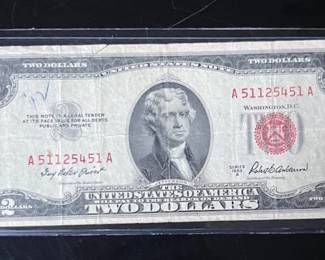 TWO DOLLARS TWO DOLLARS
THIS NOTE IS A LEGAL TENDER
AT ITS FACE VALUE FOR ALL DEBTS
PUBLIC AND PRIVATE
A 51125451 A
WASHINGTON, D.C.
A 51125451 A
SERIES
1953
A
THE
UNITED STATES OF AMERICA
WILL PAY TO THE BEARER ON DEMAND
2 TWO DOLLARS